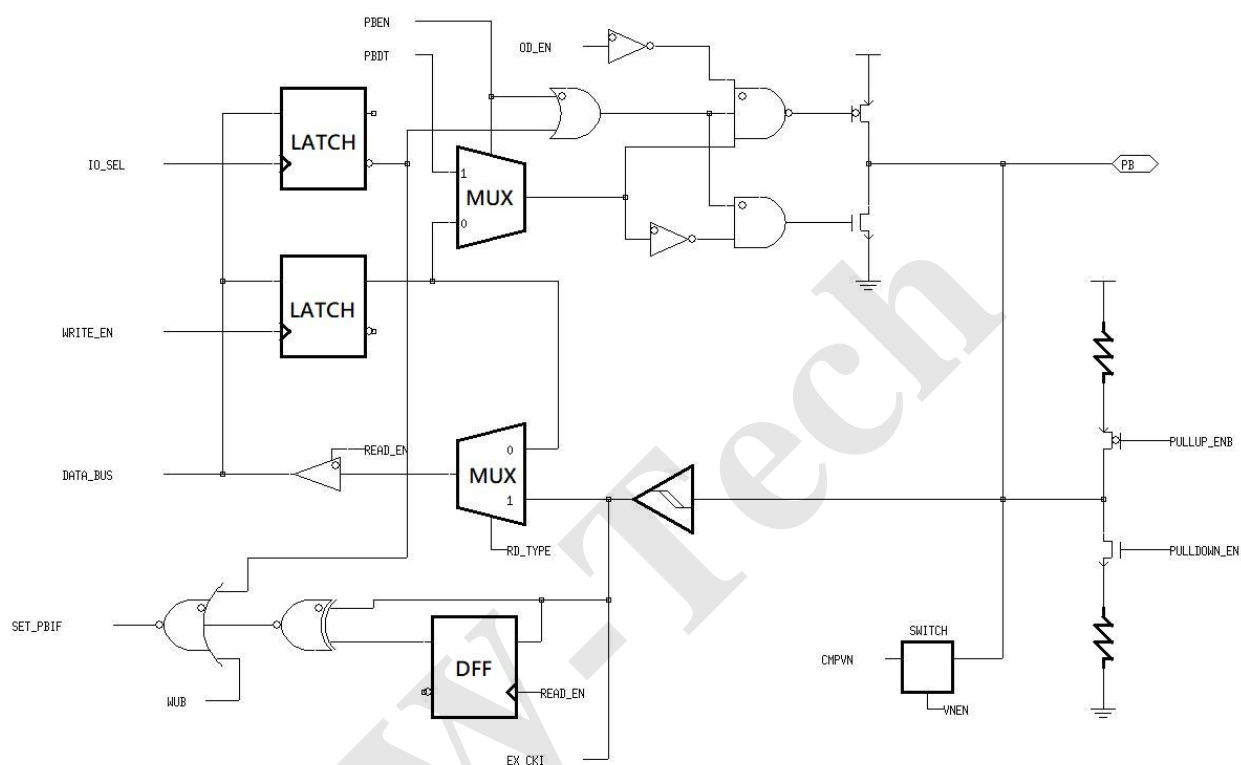 PBEN
PBDT
OD_EN
LATCH
IO_SEL
1
MUX
0
PB
LATCH
WRITE_EN
READ_EN
0
MUX
1
DATA_BUS
RD_TYPE
PULLUP_ENB
PULLDOWN_EN
SET_PBIF
WUB
DFF
READ_EN
SWITCH
CMPVN
VNEN
EX_CKI
w-Tech